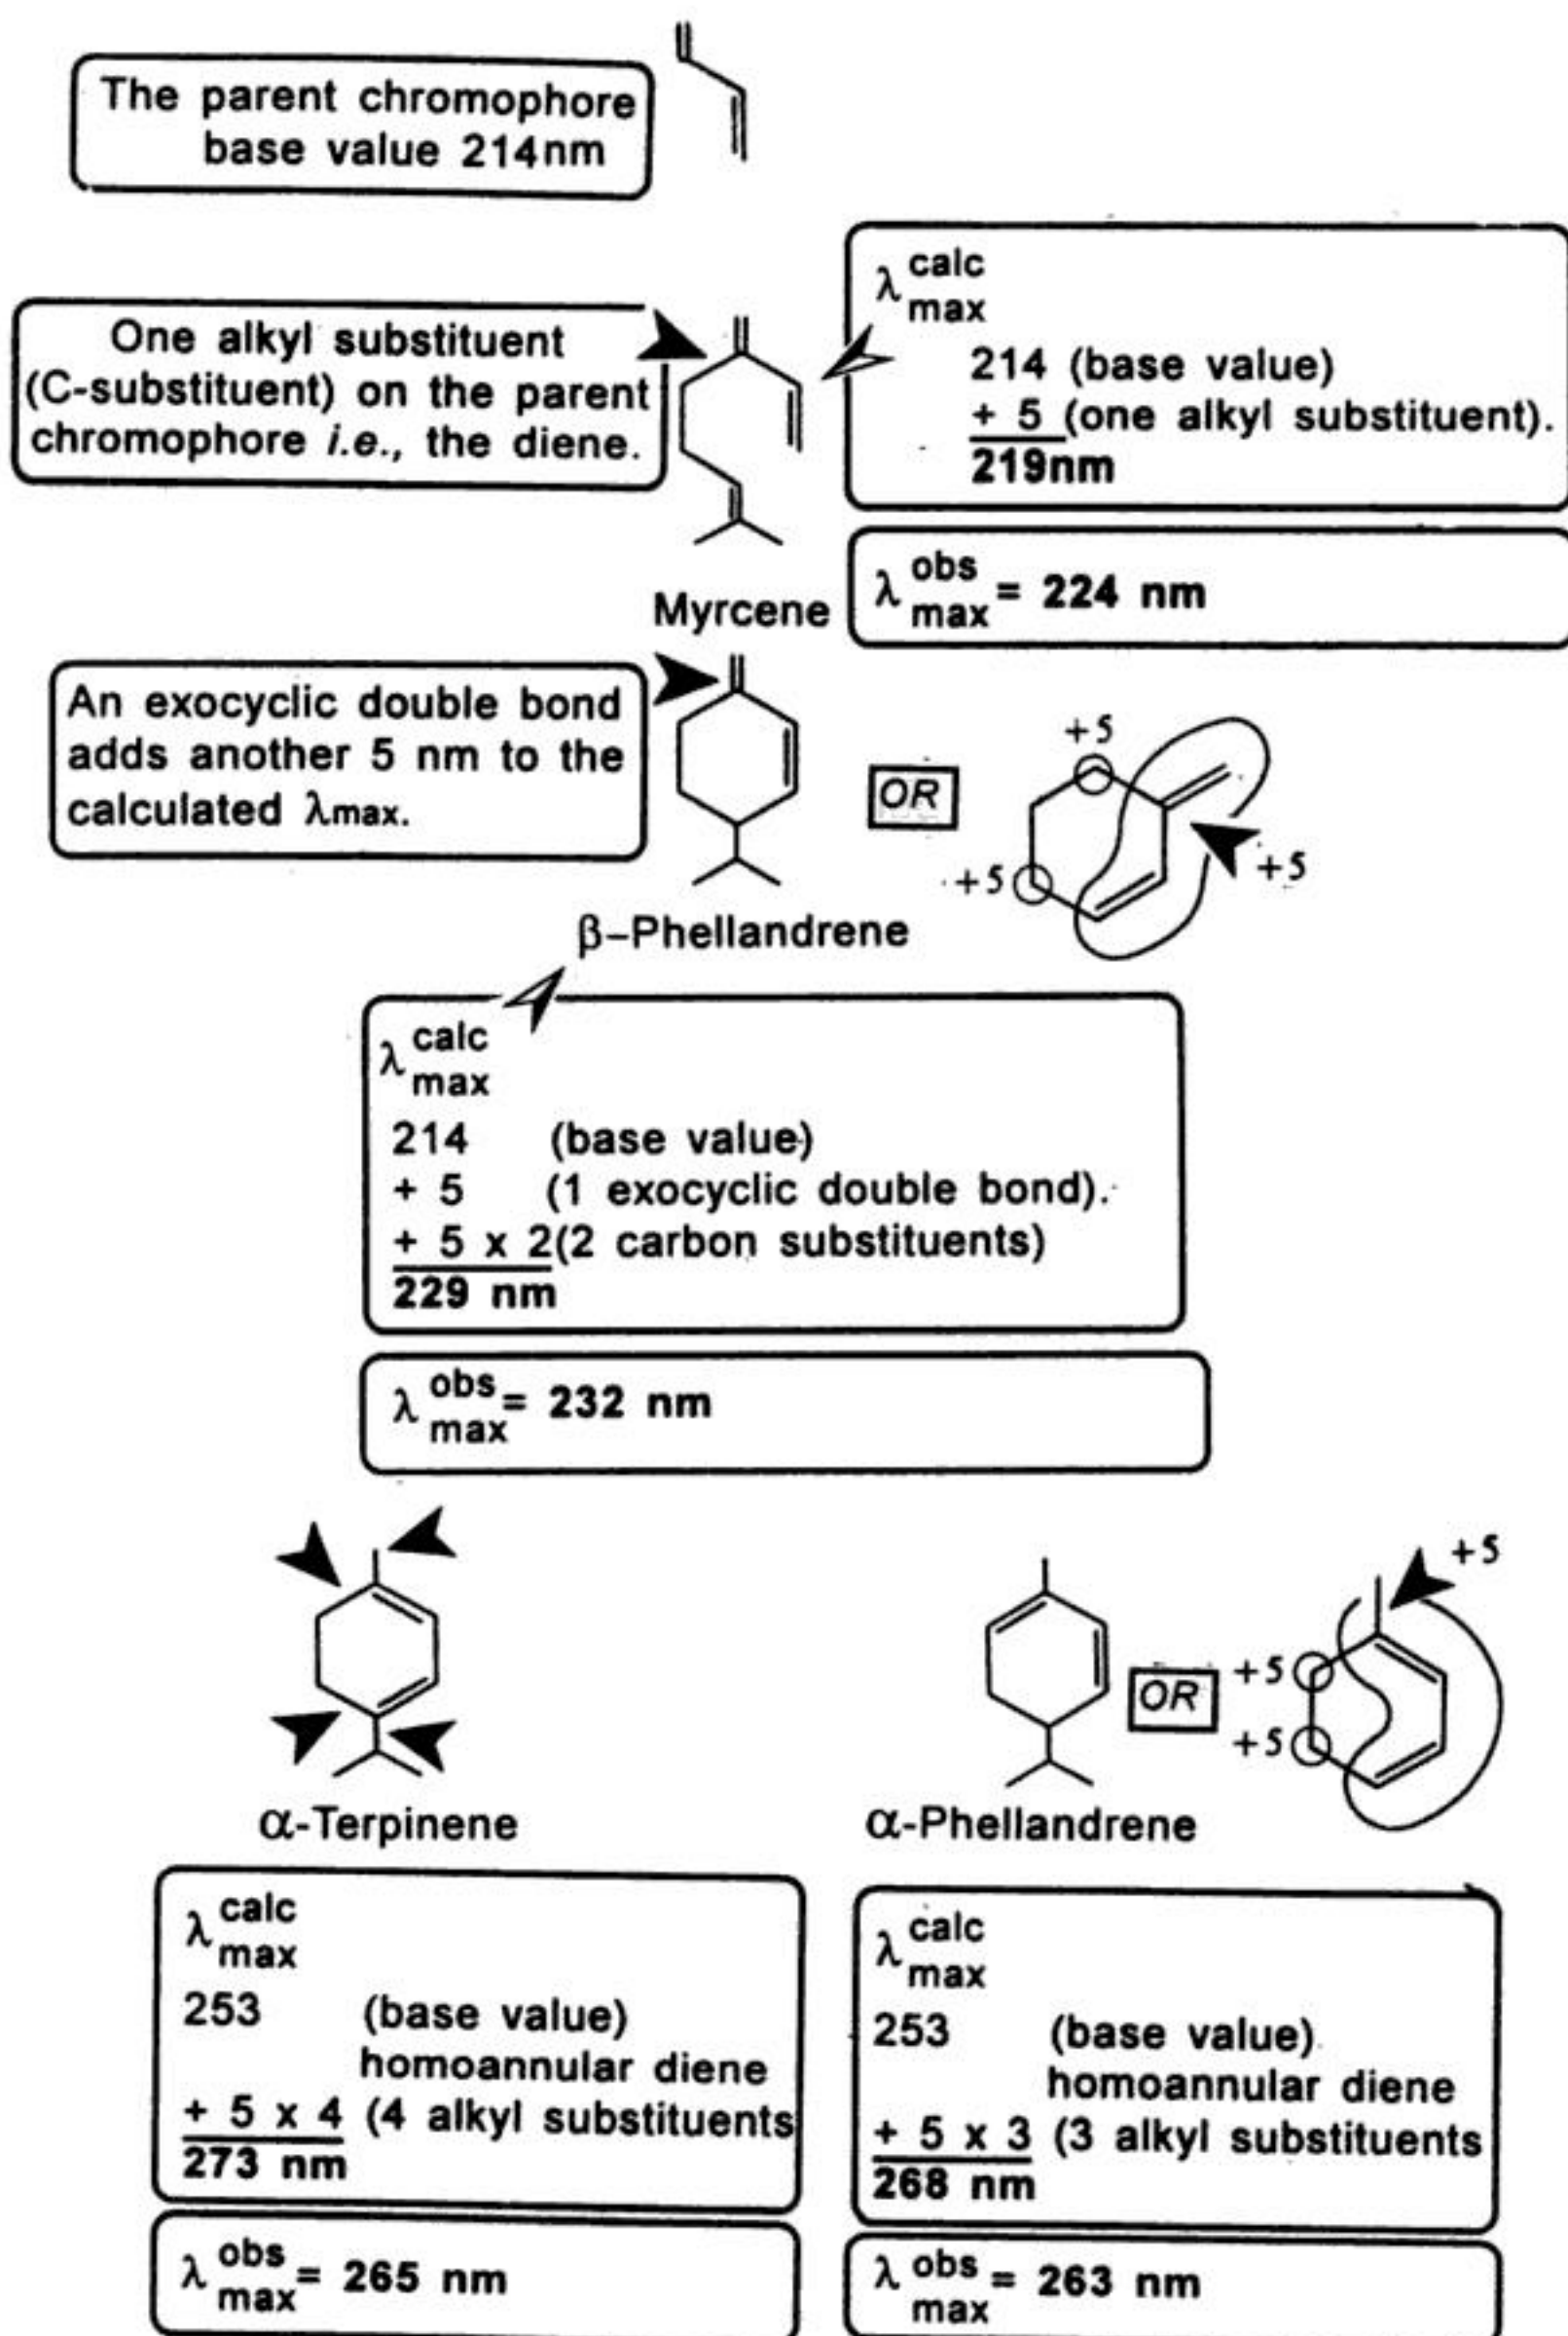 The parent chromophore
base value 214nm
One alkyl substituent
(C-substituent) on the parent
chromophore i.e., the diene.
λ calc max
214 (base value)
+ 5 (one alkyl substituent).
219nm
λ obs max = 224 nm
Myrcene
An exocyclic double bond
adds another 5 nm to the
calculated λmax.
OR
+5
+5
+5
β–Phellandrene
λ calc max
214 (base value)
+ 5 (1 exocyclic double bond).
+ 5 x 2(2 carbon substituents)
229 nm
λ obs max = 232 nm
OR
+5
+5
+5
α-Terpinene
α-Phellandrene
λ calc max
253 (base value)
homoannular diene
+ 5 x 4 (4 alkyl substituents
273 nm
λ obs max = 265 nm
λ calc max
253 (base value)
homoannular diene
+ 5 x 3 (3 alkyl substituents
268 nm
λ obs max = 263 nm